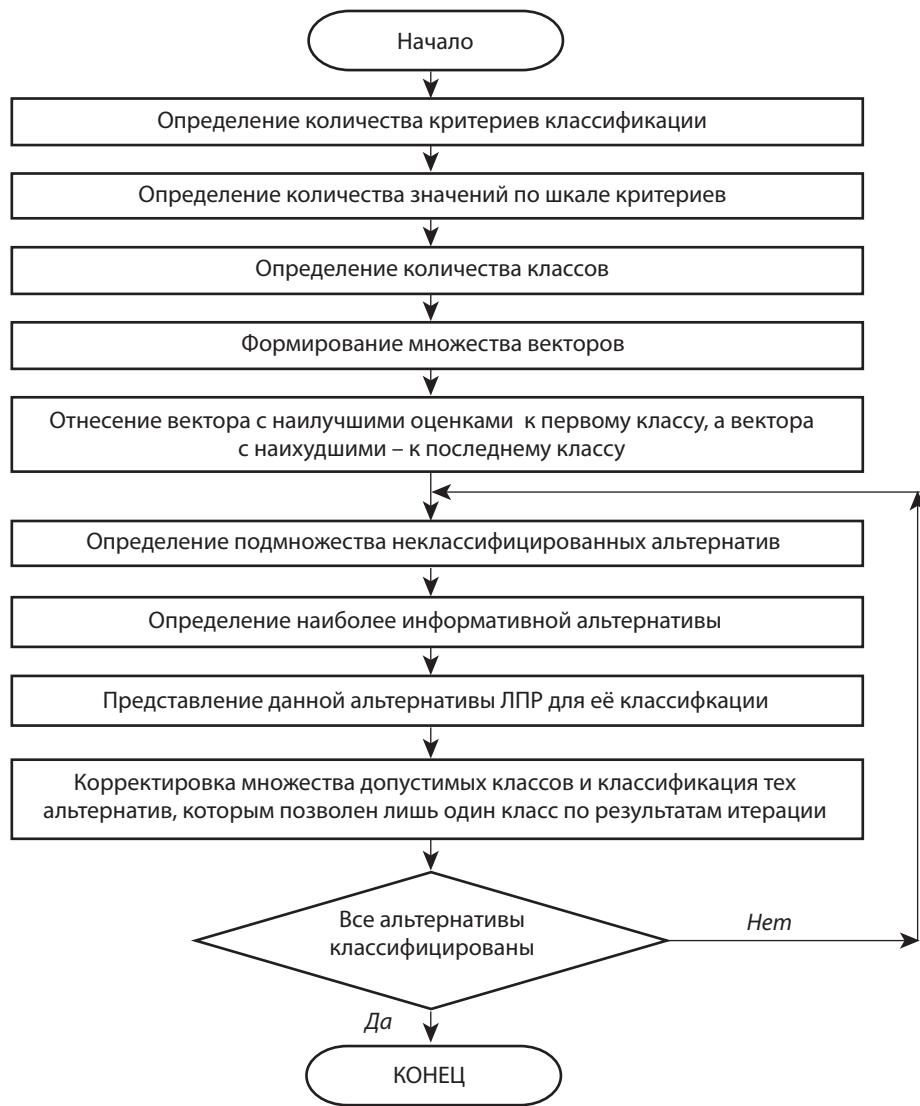 Начало
Определение количества критериев классификации
Определение количества значений по шкале критериев
Определение количества классов
Формирование множества векторов
Отнесение вектора с наилучшими оценками к первому классу, а вектора
с наихудшими – к последнему классу
Определение подмножества неклассифицированных альтернатив
Определение наиболее информативной альтернативы
Представление данной альтернативы ЛПР для её классифкации
Корректировка множества допустимых классов и классификация тех
альтернатив, которым позволен лишь один класс по результатам итерации
Все альтернативы
классифицированы
Нет
Да
КОНЕЦ